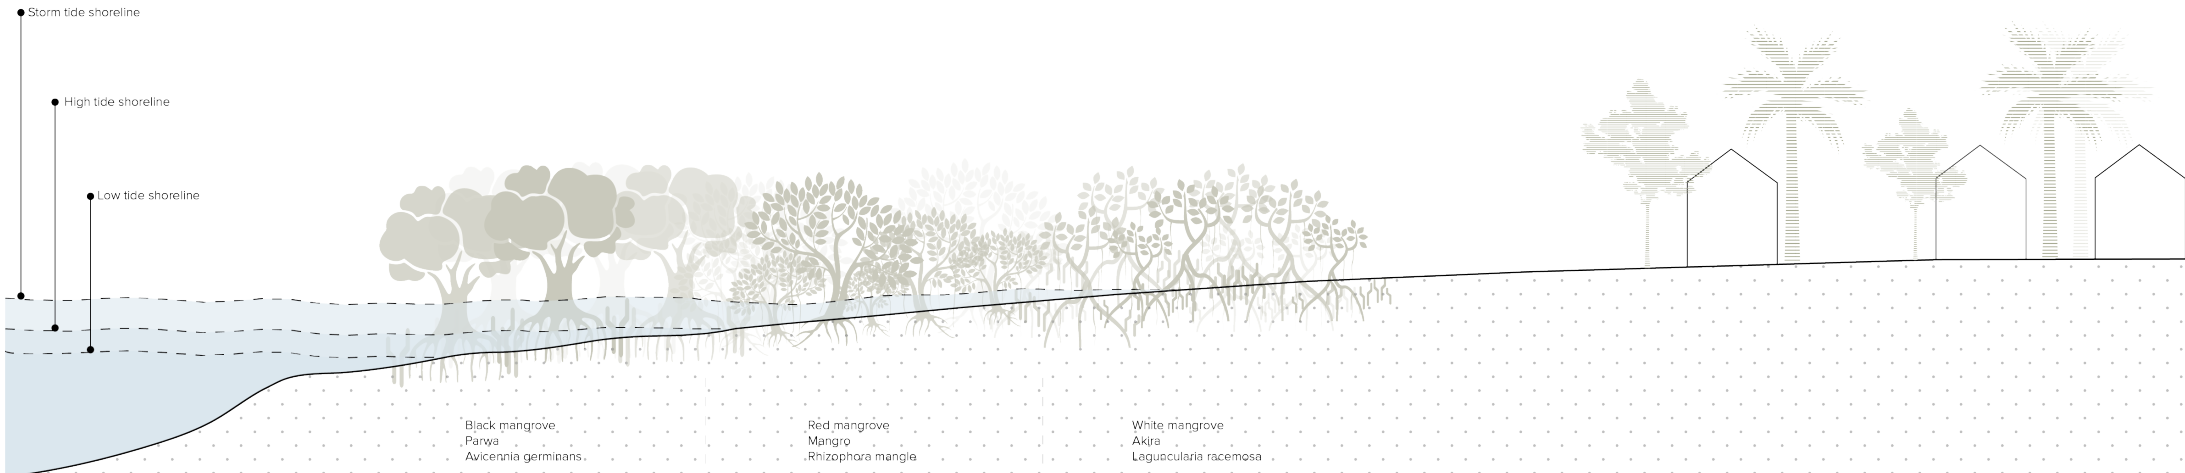 Storm tide shoreline
High tide shoreline
Low tide shoreline
Black mangrove
Parwa
Avicennia germinans
Red mangrove
Mangro
Rhizophora mangle
White mangrove
Akira
Laguncularia racemosa